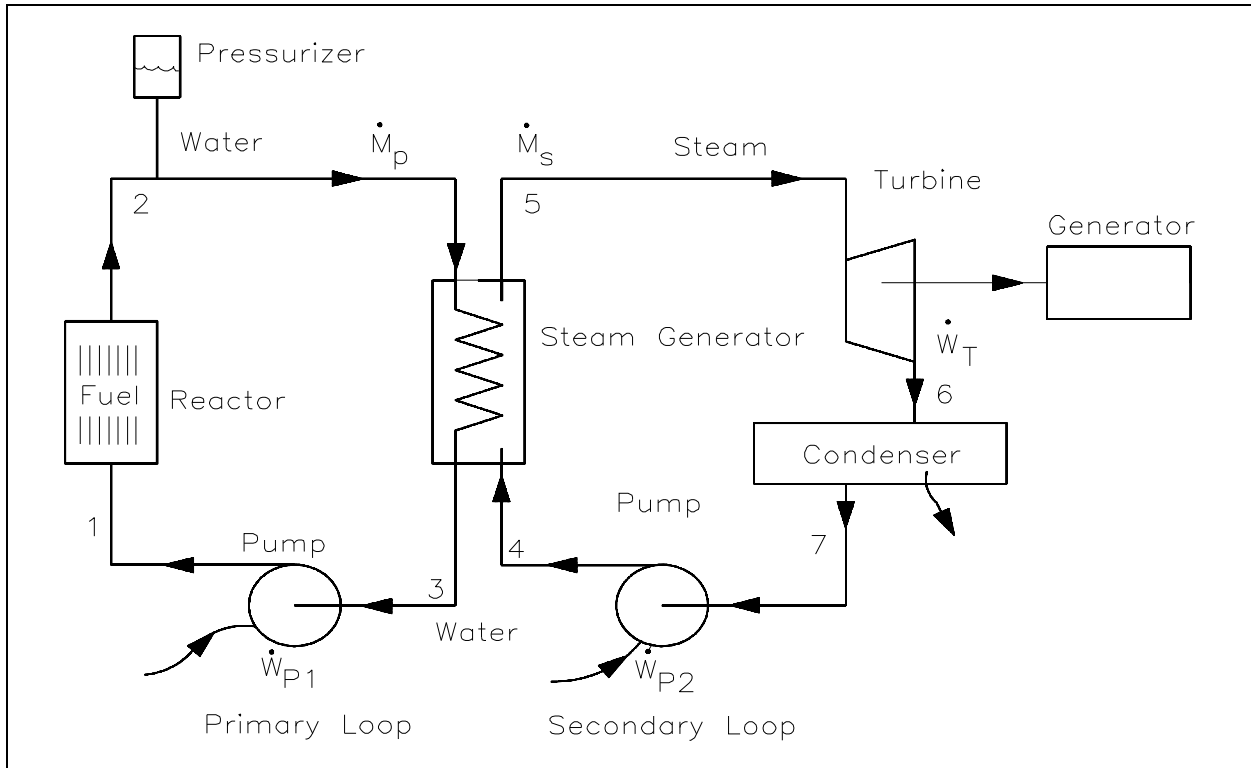 Pressurizer
Water
Ṁp
Ṁs
Steam
Turbine
2
5
Generator
Steam Generator
ẆT
Fuel
Reactor
6
Condenser
Pump
1
Pump
4
7
3
Water
ẆP1
ẆP2
Primary Loop
Secondary Loop